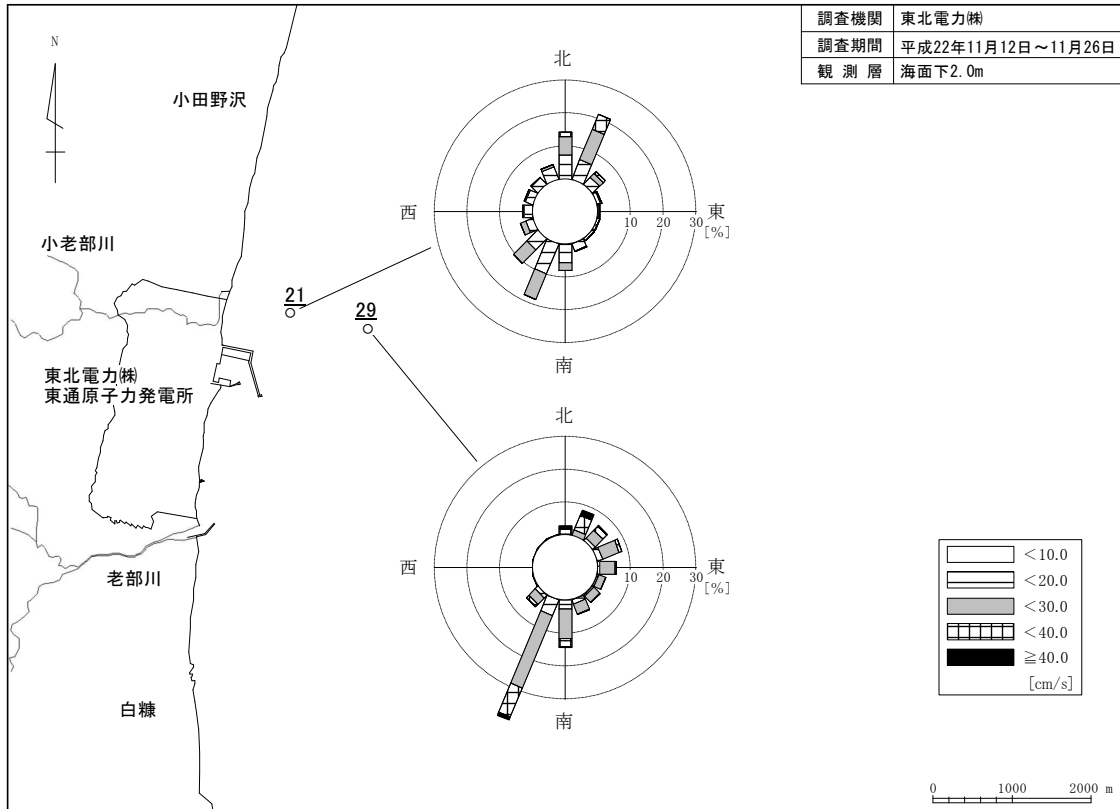 調査機関 東北電力㈱
調査期間 平成22年11月12日～11月26日
観測層 海面下2.0m
N
小田野沢
小老部川
東北電力㈱
東通原子力発電所
老部川
白糠
21
29
北
西
東
10 20 30
[%]
南
北
西
東
10 20 30
[%]
南
<10.0
<20.0
<30.0
<40.0
≧40.0
[cm/s]
0 1000 2000 m